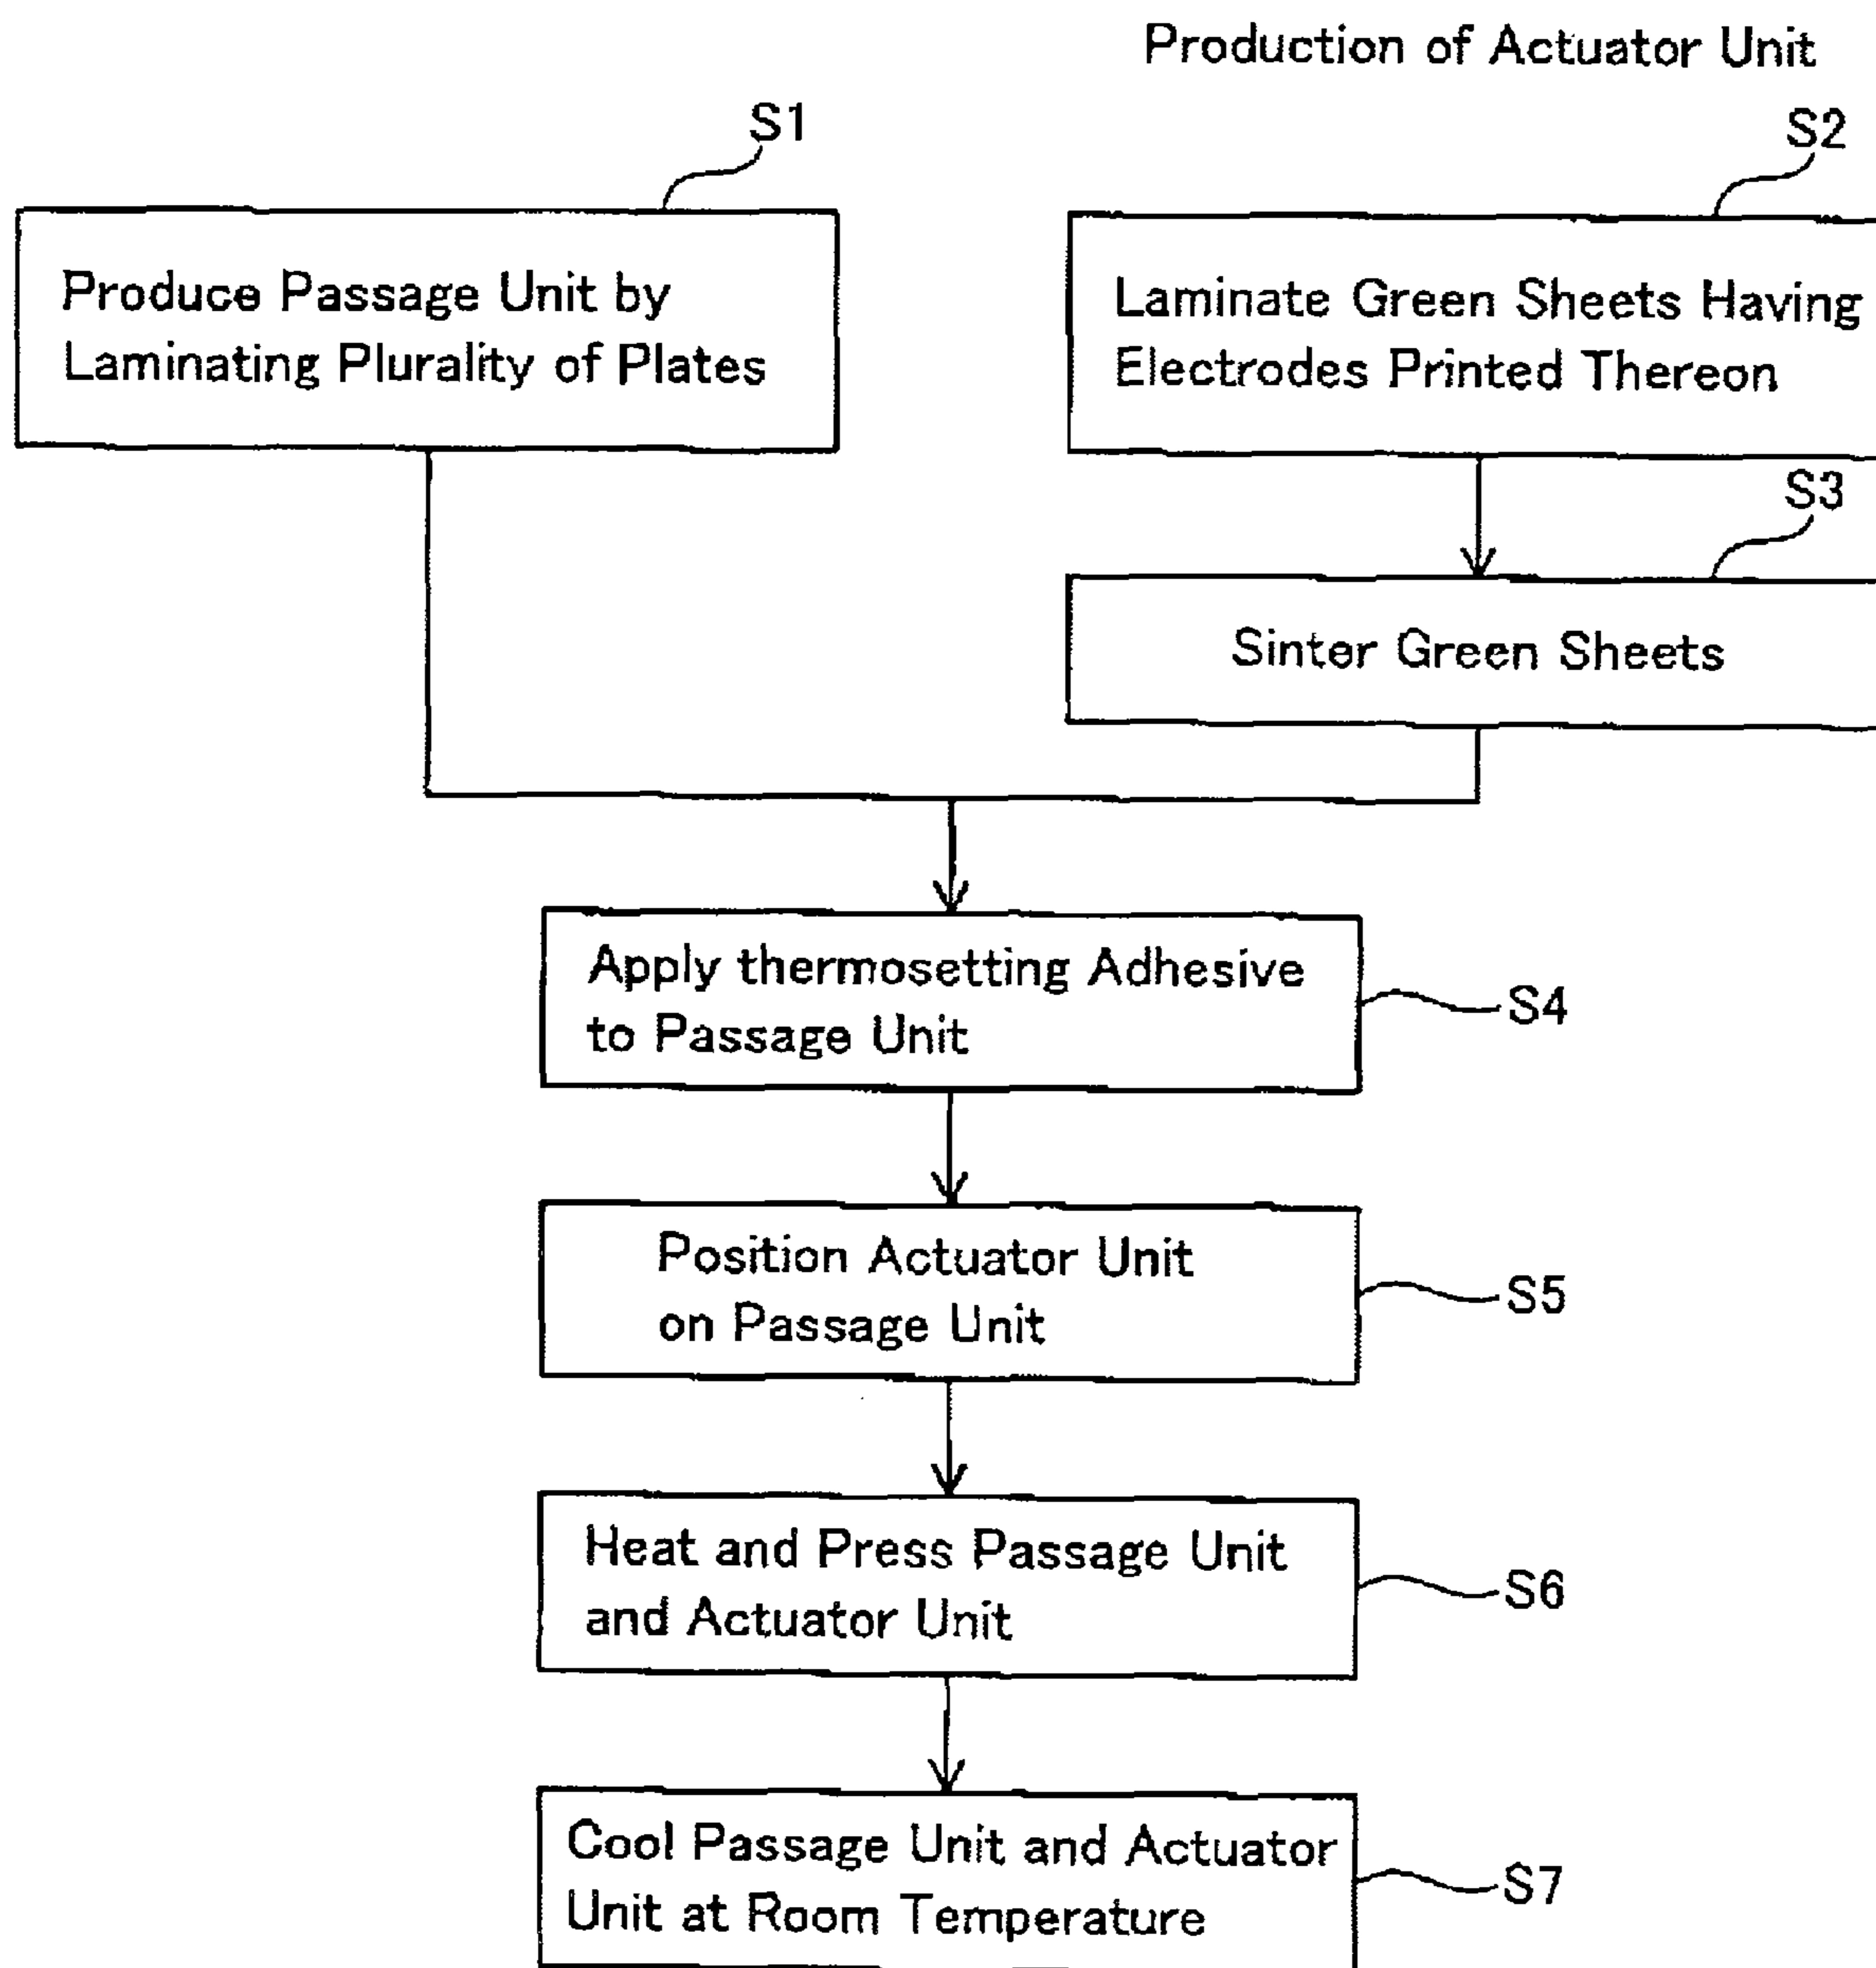 Production of Actuator Unit
S1
S2
Produce Passage Unit by
Laminating Plurality of Plates
Laminate Green Sheets Having
Electrodes Printed Thereon
S3
Sinter Green Sheets
Apply thermosetting Adhesive
to Passage Unit
S4
Position Actuator Unit
on Passage Unit
S5
Heat and Press Passage Unit
and Actuator Unit
S6
Cool Passage Unit and Actuator
Unit at Room Temperature
S7